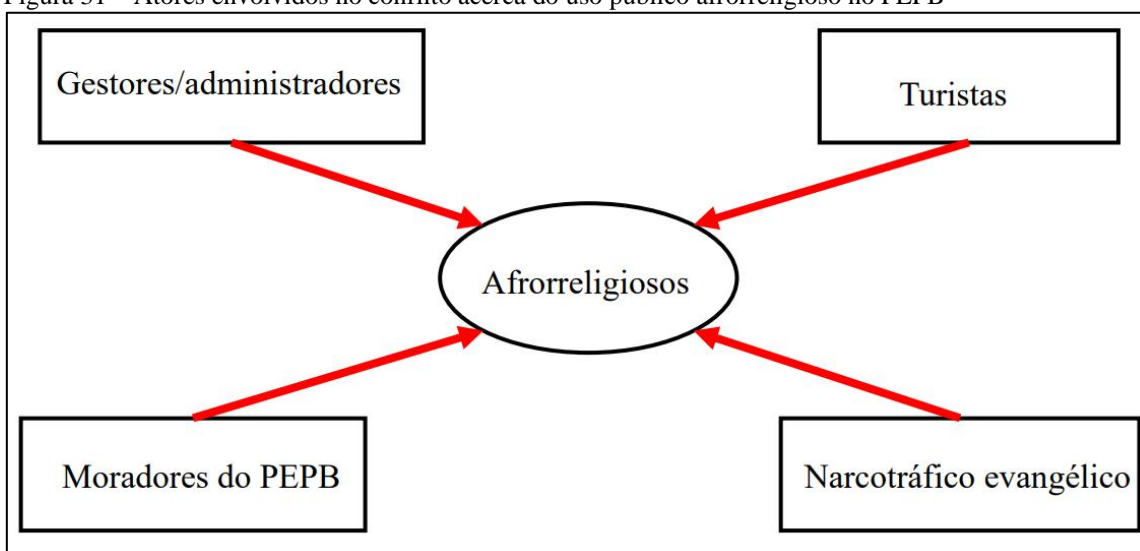 Figura 31 – Atores envolvidos no conflito acerca do uso público afrorreligioso no PEPB
Gestores/administradores
Turistas
Afrorreligiosos
Moradores do PEPB
Narcotráfico evangélico